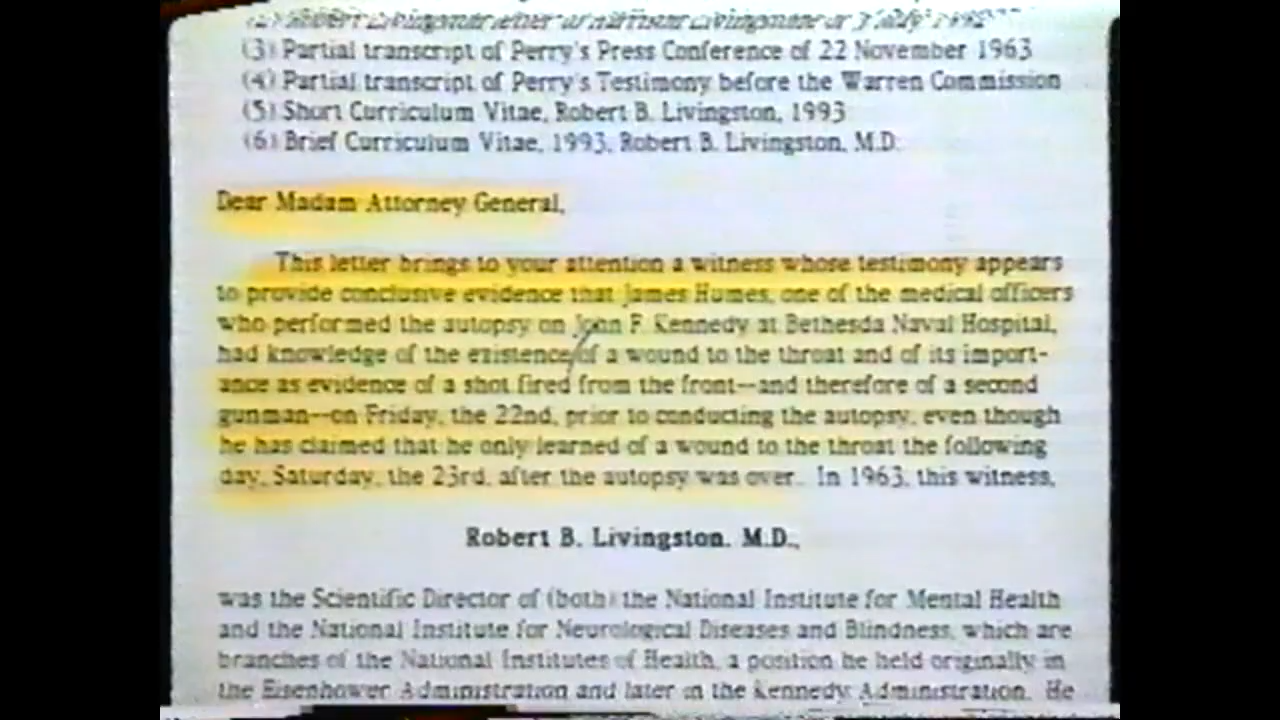 (3) Partial transcript of Perry's Press Conference of 22 November 1963
(4) Partial transcript of Perry's Testimony before the Warren Commission
(5) Short Curriculum Vitae, Robert B. Livingston, 1993
(6) Brief Curriculum Vitae, 1993, Robert B. Livingston, M.D.
Dear Madam Attorney General,
This letter brings to your attention a witness whose testimony appears
to provide conclusive evidence that James Humes, one of the medical officers
who performed the autopsy on John F. Kennedy at Bethesda Naval Hospital,
had knowledge of the existence of a wound to the throat and of its import-
ance as evidence of a shot fired from the front--and therefore of a second
gunman--on Friday, the 22nd, prior to conducting the autopsy, even though
he has claimed that he only learned of a wound to the throat the following
day, Saturday, the 23rd, after the autopsy was over. In 1963, this witness,
Robert B. Livingston, M.D.,
was the Scientific Director of (both) the National Institute for Mental Health
and the National Institute for Neurological Diseases and Blindness, which are
branches of the National Institutes of Health, a position he held originally in
the Eisenhower Administration and later in the Kennedy Administration. He